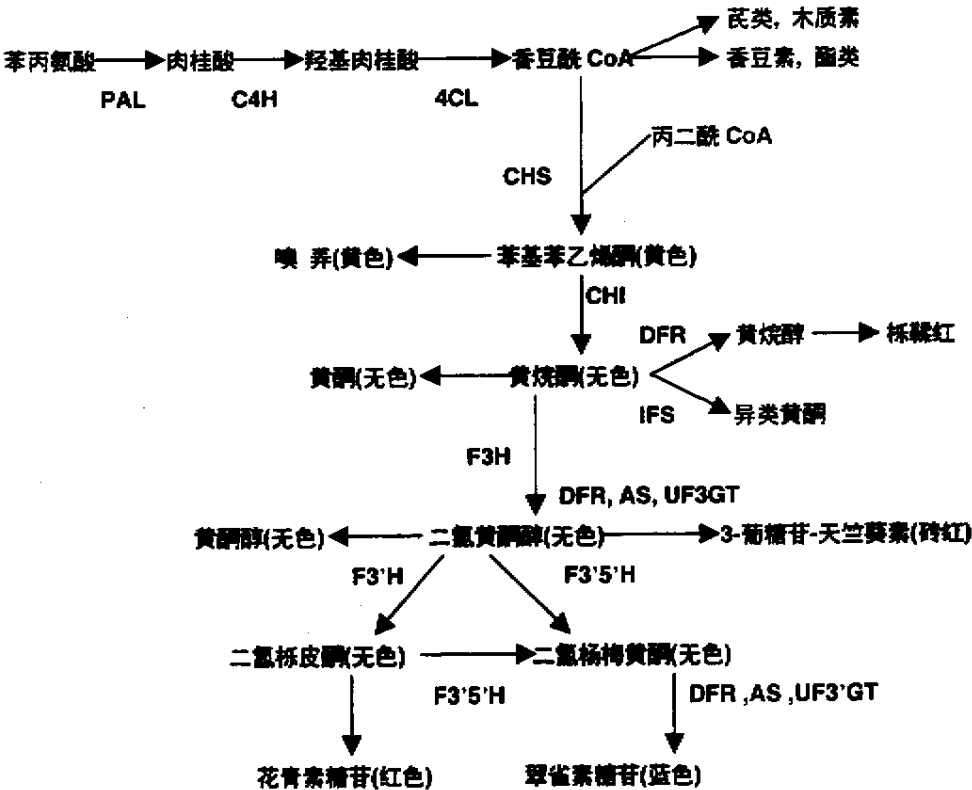 芪类, 木质素
苯丙氨酸 肉桂酸 羟基肉桂酸 香豆酰 CoA 香豆素, 酯类
PAL C4H 4CL
丙二酰 CoA
CHS
噢 弄(黄色) 苯基苯乙烯酮(黄色)
CHI
DFR 黄烷醇 栎鞣红
黄酮(无色) 黄烷酮(无色)
IFS 异类黄酮
F3H
DFR, AS, UF3GT
黄酮醇(无色) 二氢黄酮醇(无色) 3-葡糖苷-天竺葵素(砖红)
F3'H F3'5'H
二氢栎皮酮(无色) 二氢杨梅黄酮(无色)
F3'5'H DFR ,AS ,UF3'GT
花青素糖苷(红色) 翠雀素糖苷(蓝色)